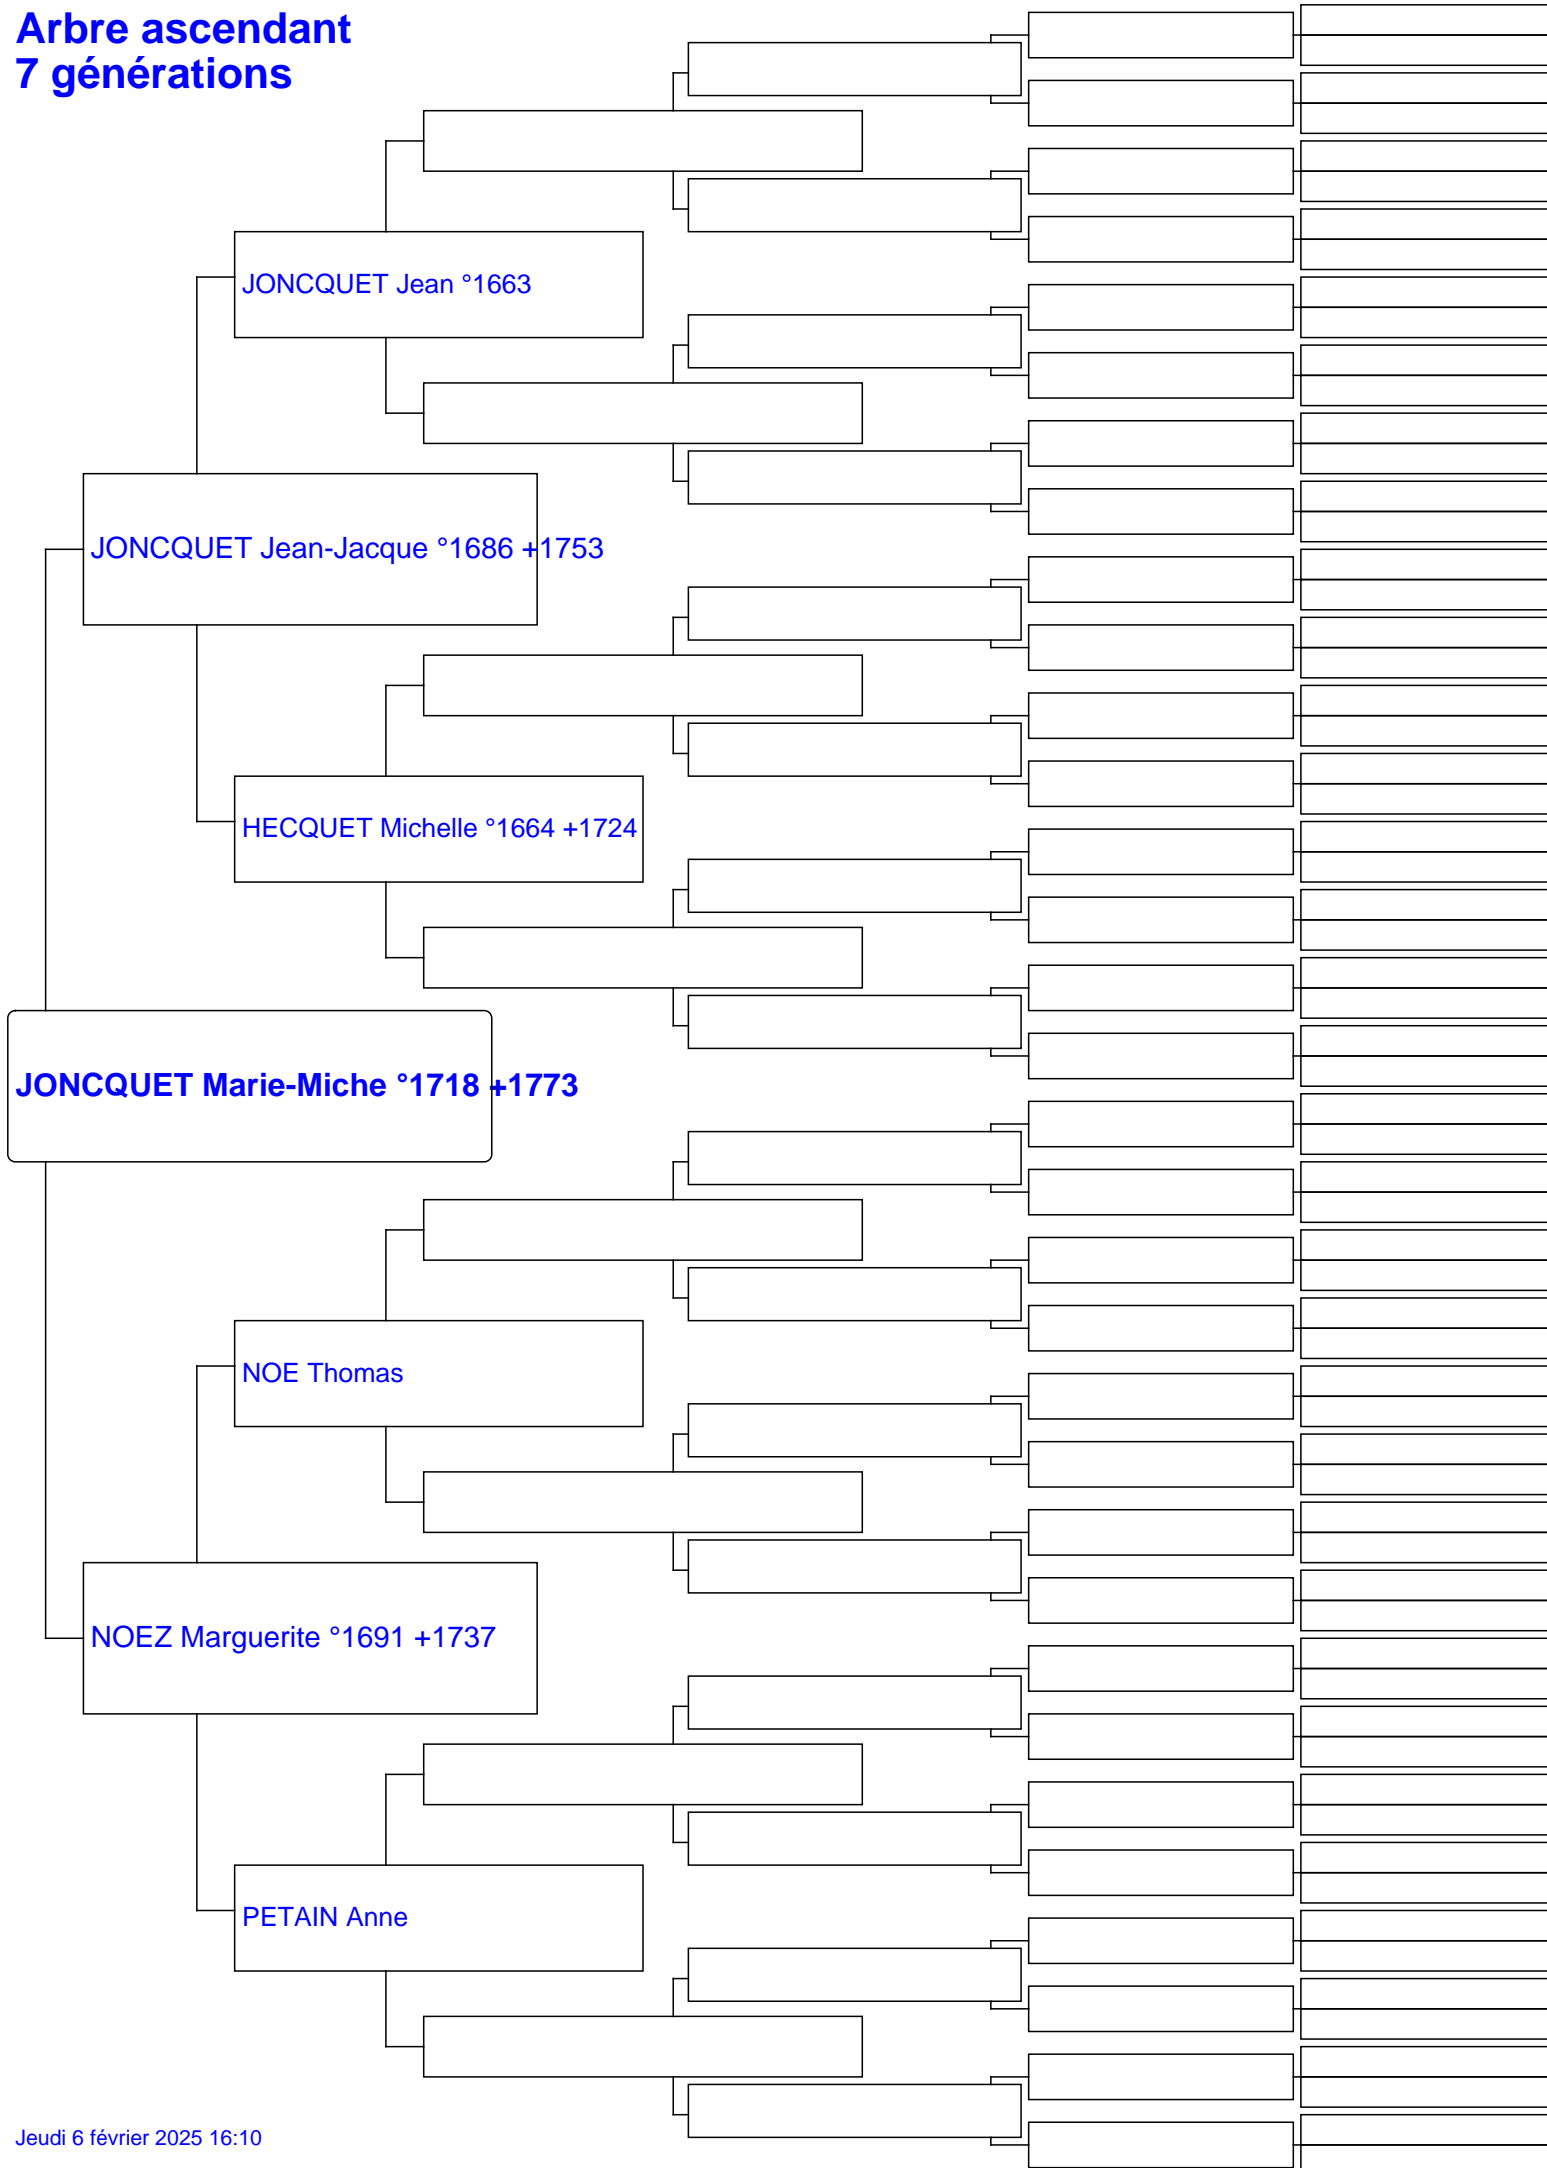 Arbre ascendant
7 générations
JONCQUET Jean °1663
JONCQUET Jean-Jacque °1686 +1753
HECQUET Michelle °1664 +1724
JONCQUET Marie-Miche °1718 +1773
NOE Thomas
NOEZ Marguerite °1691 +1737
PETAIN Anne
Jeudi 6 février 2025 16:10